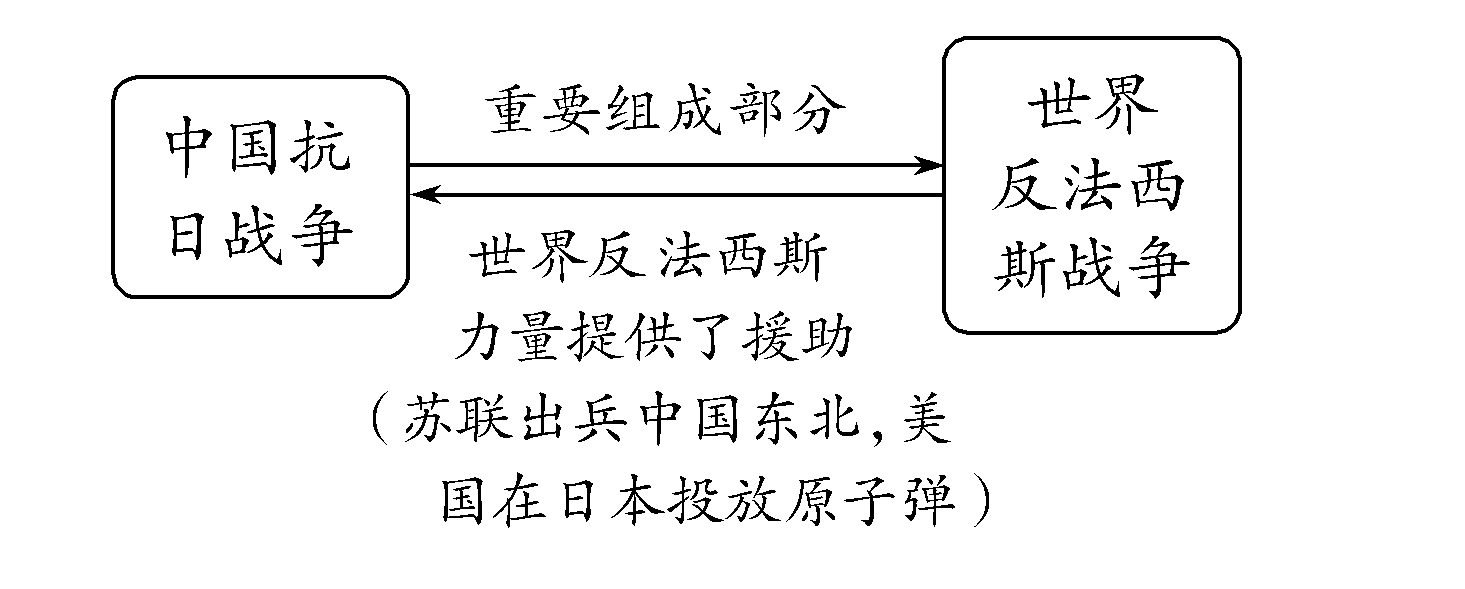 中国抗
日战争
重要组成部分
世界反法西斯
力量提供了援助
（苏联出兵中国东北,美
国在日本投放原子弹）
世界
反法西
斯战争